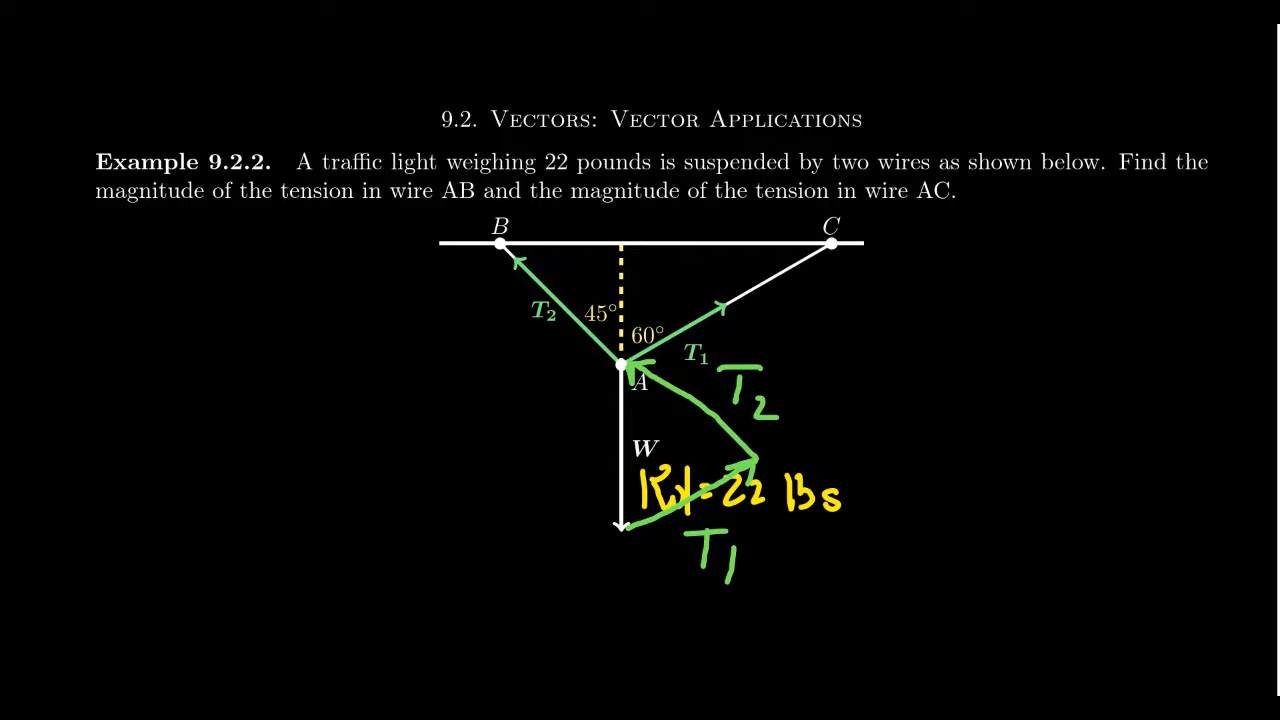 9.2. Vectors: Vector Applications
Example 9.2.2. A traffic light weighing 22 pounds is suspended by two wires as shown below. Find the
magnitude of the tension in wire AB and the magnitude of the tension in wire AC.
B
C
T₂
45°
60°
T₁
A
T₂
W
= 22 lBs
T₁